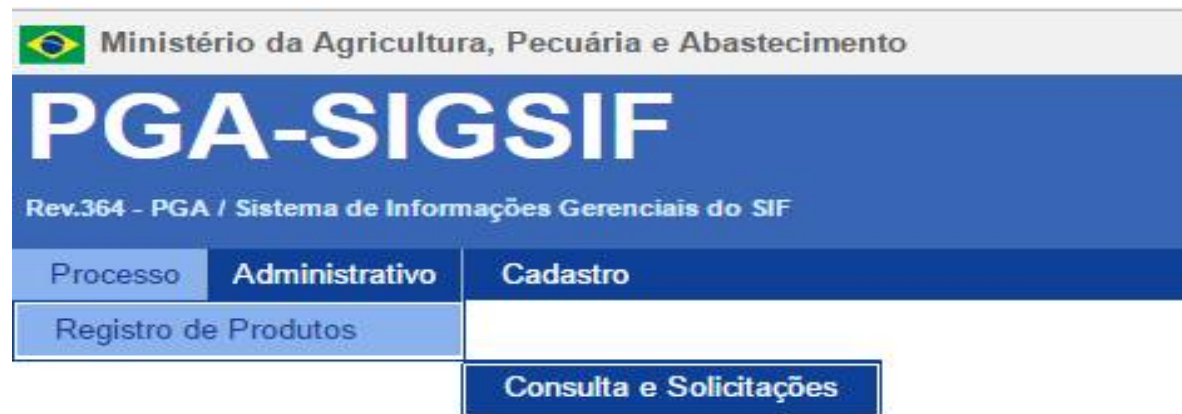 Ministério da Agricultura, Pecuária e Abastecimento
PGA-SIGSIF
Rev.364 - PGA / Sistema de Informações Gerenciais do SIF
Processo Administrativo Cadastro
Registro de Produtos
Consulta e Solicitações